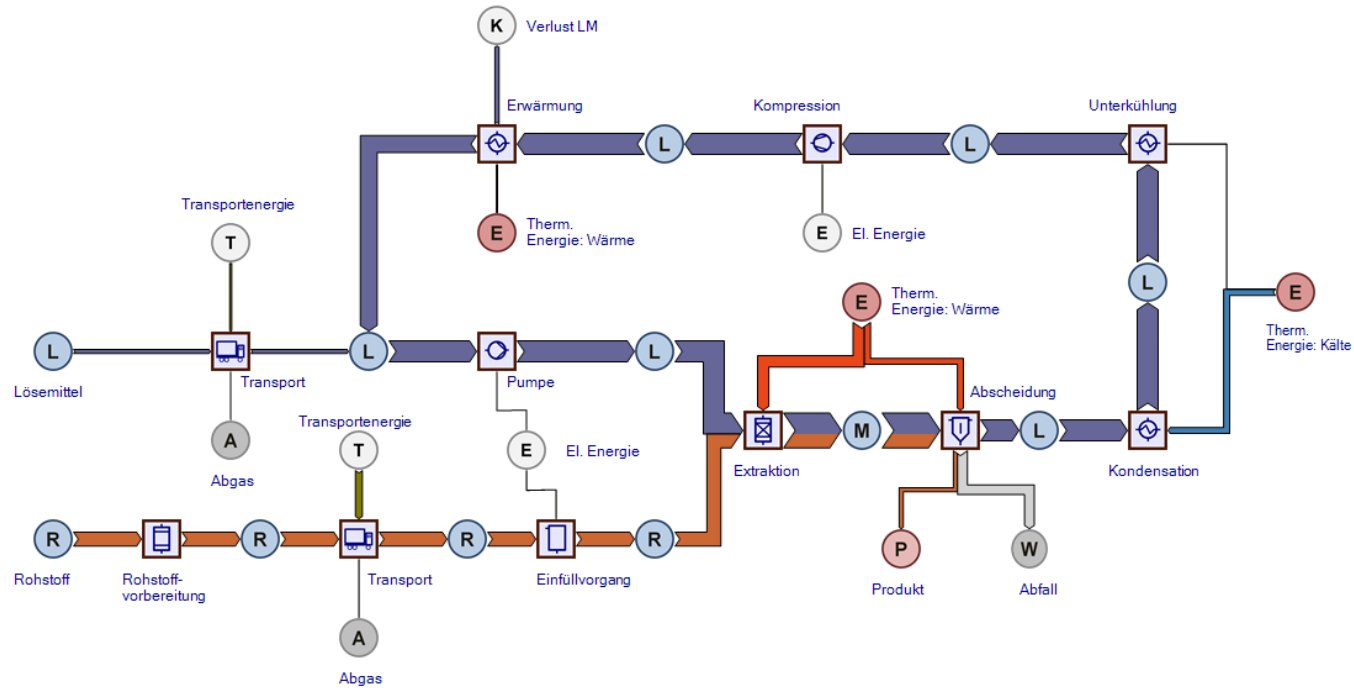 K
Verlust LM
Erwärmung
Kompression
Unterkühlung
L
L
Transportenergie
T
E
Therm.
Energie: Wärme
E
El. Energie
L
E
Therm.
Energie: Kälte
E
Therm.
Energie: Wärme
L
Lösemittel
Transport
L
Pumpe
L
Abscheidung
A
Abgas
Transportenergie
T
E
El. Energie
Extraktion
M
L
Kondensation
R
Rohstoff
Rohstoff-
vorbereitung
R
Transport
R
Einfüllvorgang
R
P
Produkt
W
Abfall
A
Abgas